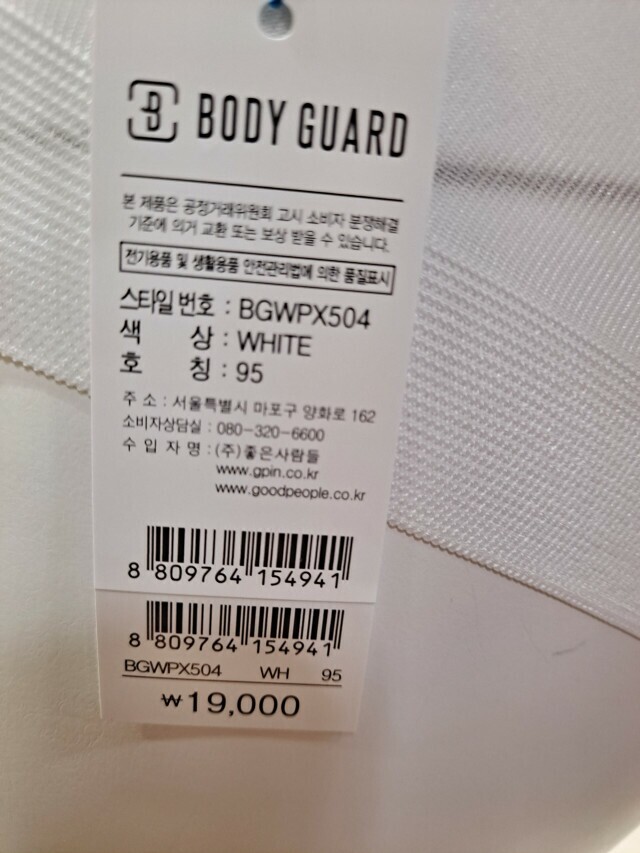 B BODY GUARD
본 제품은 공정거래위원회 고시 소비자 분쟁해결
기준에 의거 교환 또는 보상 받을 수 있습니다.
전기용품 및 생활용품 안전관리법에 의한 품질표시
스타일 번호 : BGWPX504
색 상 : WHITE
호 칭 : 95
주 소 : 서울특별시 마포구 양화로 162
소비자상담실 : 080-320-6600
수 입 자 명 : (주)좋은사람들
www.gpin.co.kr
www.goodpeople.co.kr
8 809764 154941
8 809764 154941
BGWPX504 WH 95
₩19,000